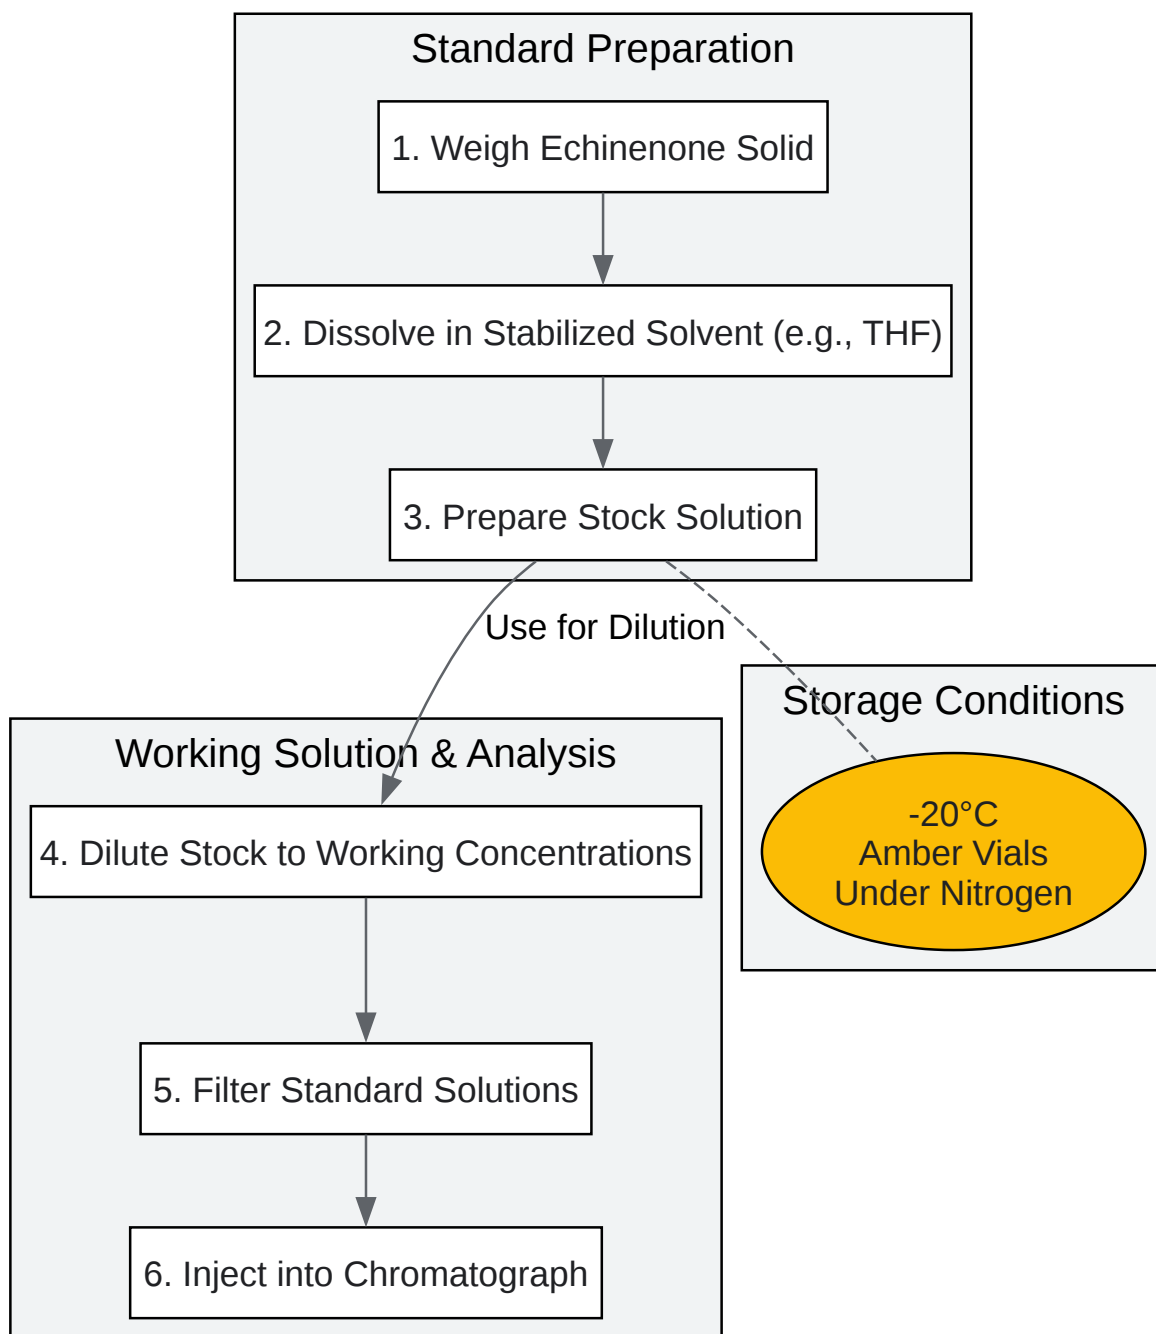 Standard Preparation
1. Weigh Echinenone Solid
2. Dissolve in Stabilized Solvent (e.g., THF)
3. Prepare Stock Solution
Use for Dilution
Storage Conditions
-20°C
Amber Vials
Under Nitrogen
Working Solution & Analysis
4. Dilute Stock to Working Concentrations
5. Filter Standard Solutions
6. Inject into Chromatograph